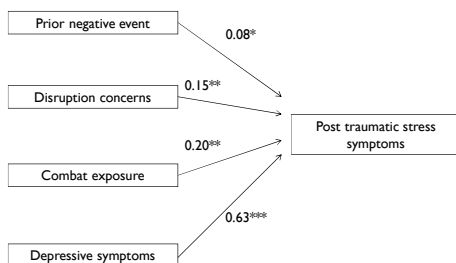 Prior negative event
0.08*
Disruption concerns
0.15**
Post traumatic stress
symptoms
0.20**
Combat exposure
0.63***
Depressive symptoms